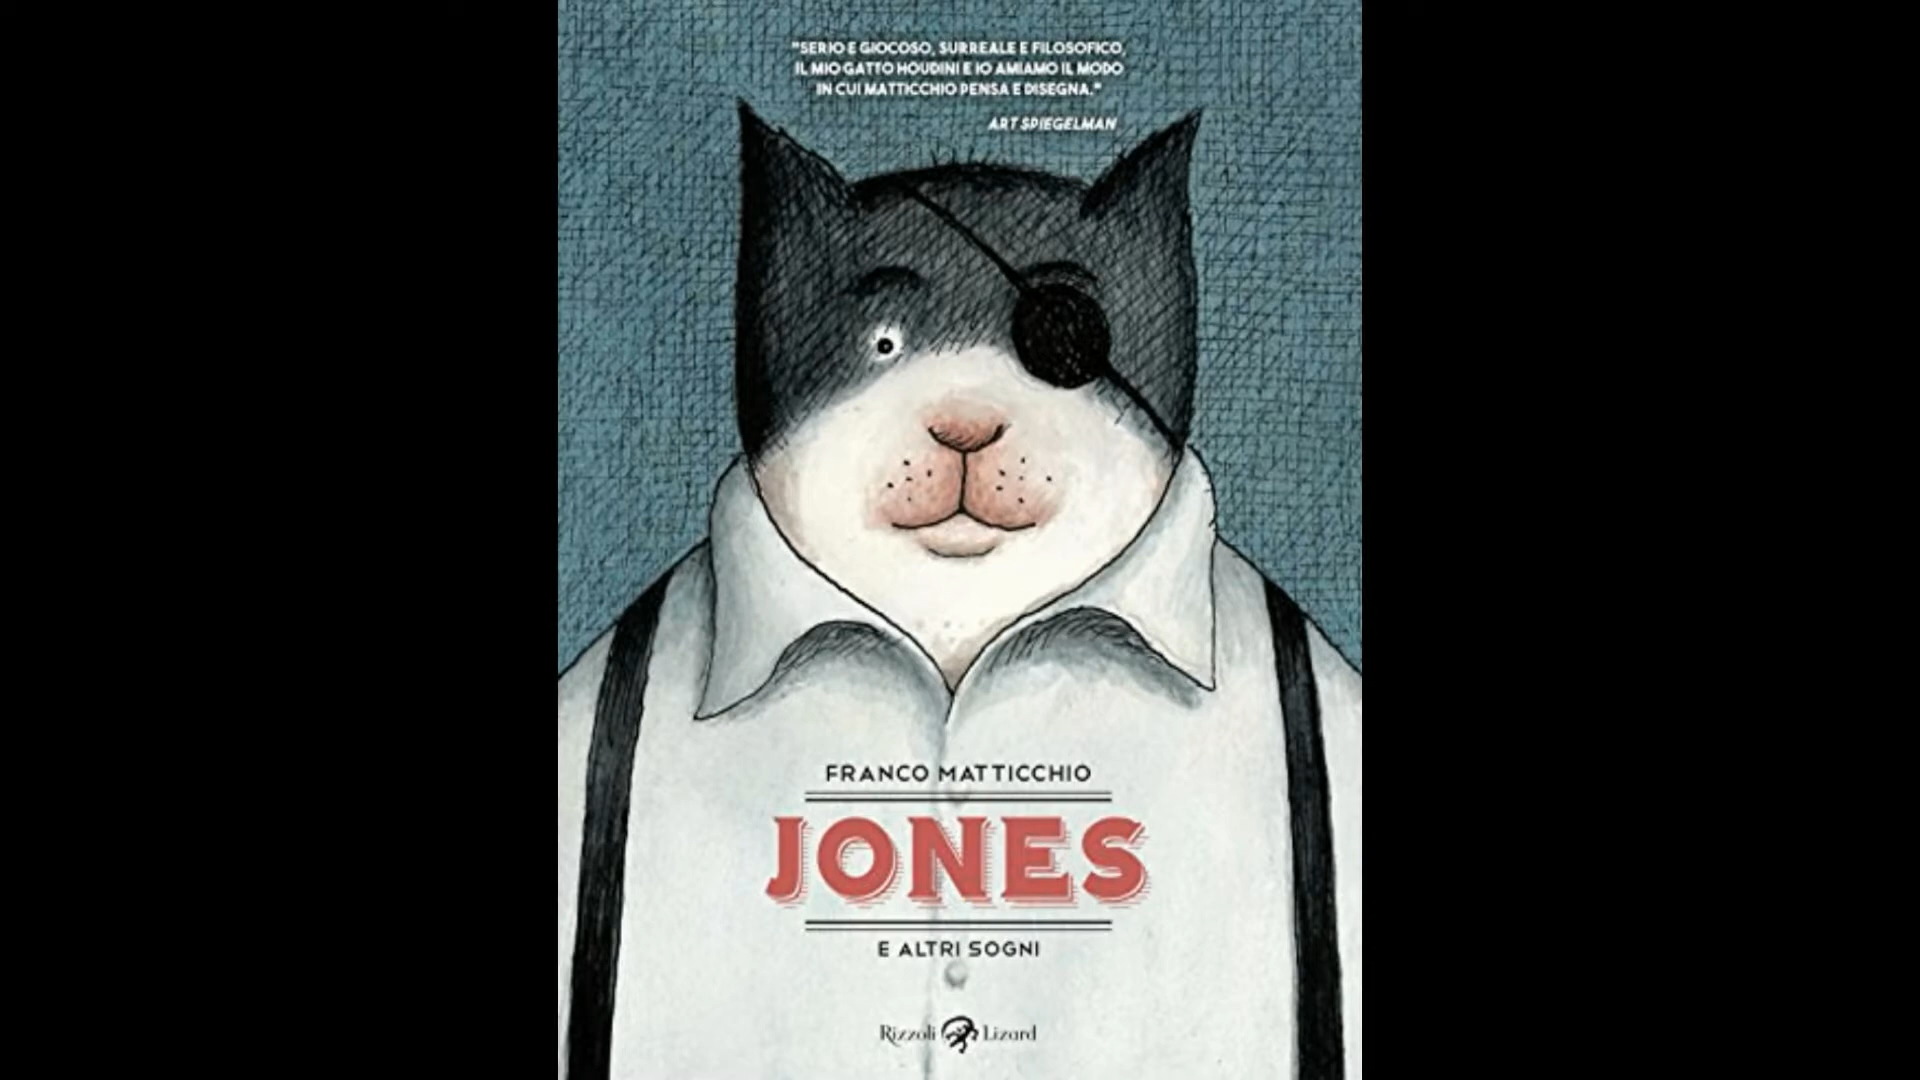 "SERIO E GIOCOSO, SURREALE E FILOSOFICO,
IL MIO GATTO HOUDINI E IO AMIAMO IL MODO
IN CUI MATTICCHIO PENSA E DISEGNA."
ART SPIEGELMAN
FRANCO MATTICCHIO
JONES
E ALTRI SOGNI
Rizzoli Lizard